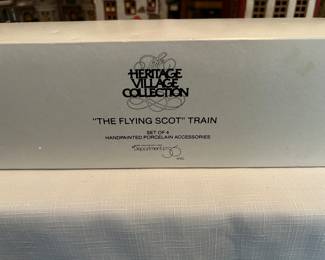 The
HERITAGE
VILLAGE
COLLECTION
"THE FLYING SCOT" TRAIN
SET OF 4
HANDPAINTED PORCELAIN ACCESSORIES
Department 56